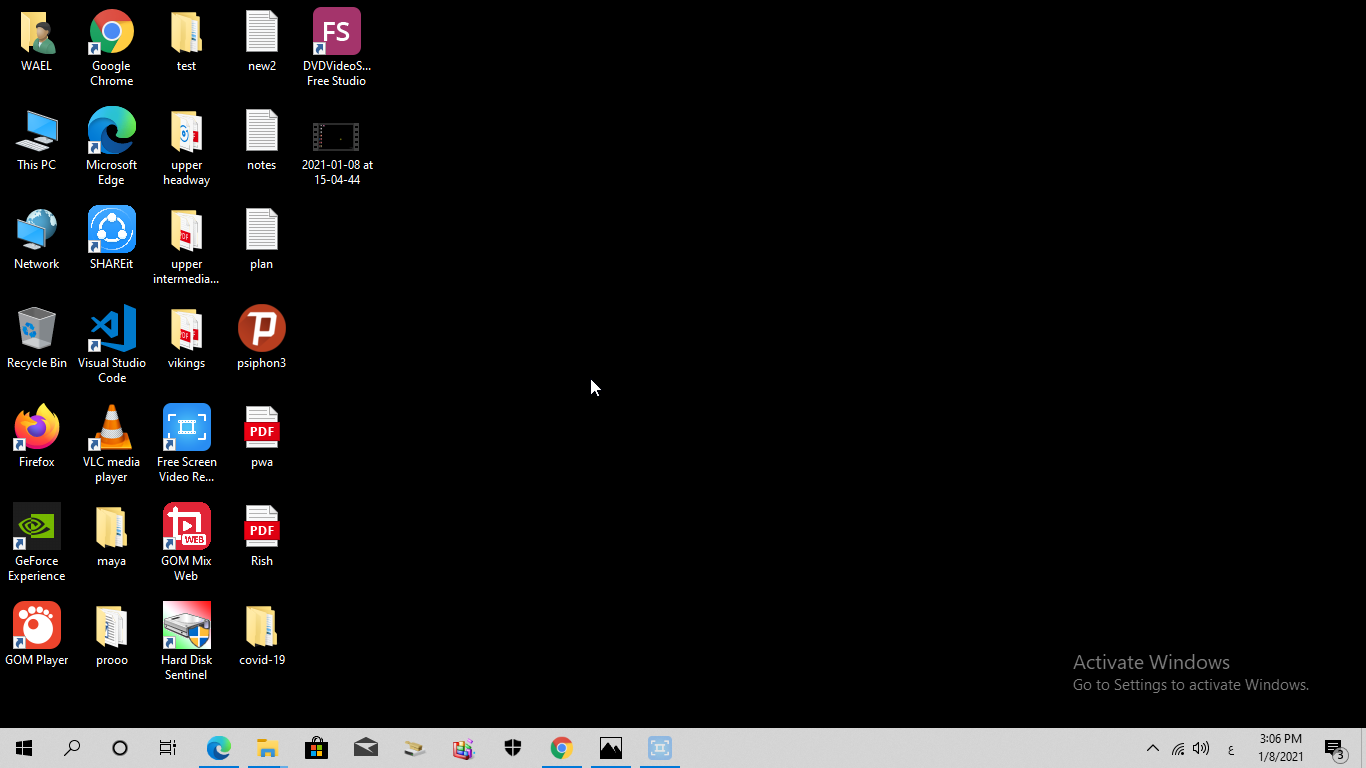 WAEL
Google
Chrome
test
new2
FS
DVDVideoS...
Free Studio
This PC
Microsoft
Edge
upper
headway
notes
2021-01-08 at
15-04-44
Network
SHAREit
PDF
upper
intermedia...
plan
Recycle Bin
Visual Studio
Code
PDF
vikings
psiphon3
Firefox
VLC media
player
Free Screen
Video Re...
PDF
pwa
GeForce
Experience
maya
WEB
GOM Mix
Web
PDF
Rish
GOM Player
prooo
Hard Disk
Sentinel
covid-19
Activate Windows
Go to Settings to activate Windows.
ع
3:06 PM
1/8/2021
3